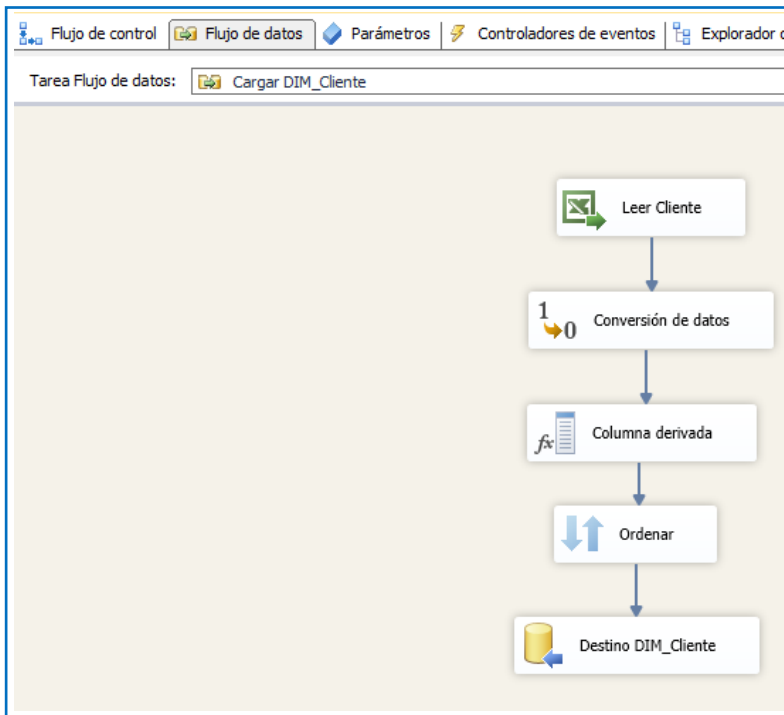 Flujo de control Flujo de datos Parámetros Controladores de eventos Explorador
Tarea Flujo de datos: Cargar DIM_Cliente
Leer Cliente
1 0 Conversión de datos
fx Columna derivada
Ordenar
Destino DIM_Cliente